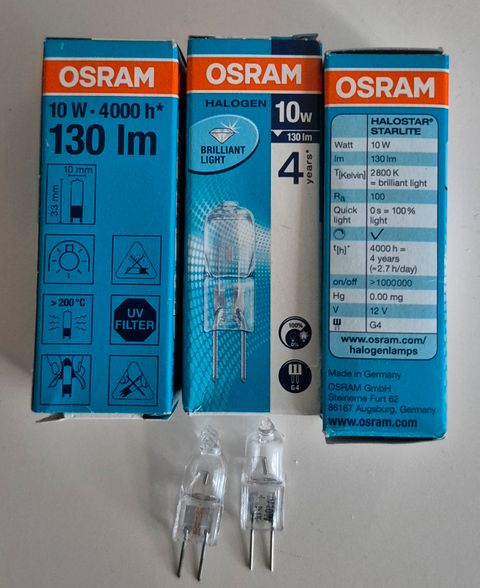 OSRAM
10 W • 4000 h*
130 lm
10 mm
33 mm
> 200 °C
UV
FILTER
OSRAM
HALOGEN
10W
130 lm
BRILLIANT
LIGHT
4 years*
100%
0%
G4
OSRAM
HALOSTAR®
STARLITE
Watt 10 W
lm 130 lm
T[Kelvin] 2800 K
= brilliant light
Ra 100
Quick 0 s = 100%
light light
t[h]* 4000 h =
4 years
(=2.7 h/day)
on/off >1000000
Hg 0.00 mg
V 12 V
G4
www.osram.com/
halogenlamps
Made in Germany
OSRAM GmbH
Steinerne Furt 62
86167 Augsburg, Germany
www.osram.com